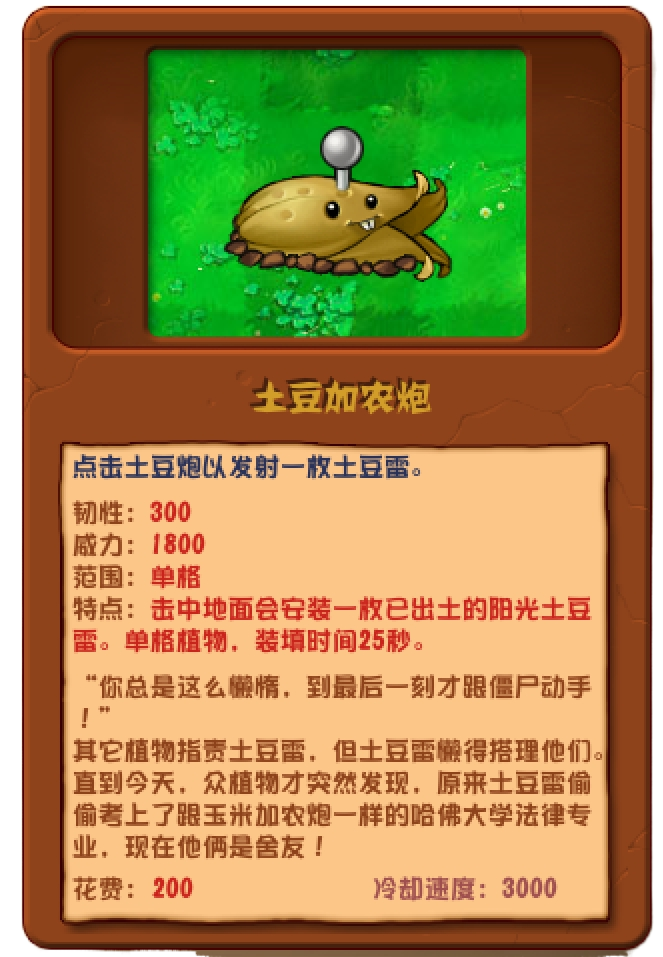 土豆加农炮
点击土豆炮以发射一枚土豆雷。
韧性：300
威力：1800
范围：单格
特点：击中地面会安装一枚已出土的阳光土豆
雷。单格植物，装填时间25秒。
“你总是这么懒惰，到最后一刻才跟僵尸动手
！”
其它植物指责土豆雷，但土豆雷懒得搭理他们。
直到今天，众植物才突然发现，原来土豆雷偷
偷考上了跟玉米加农炮一样的哈佛大学法律专
业，现在他俩是舍友！
花费：200 冷却速度：3000